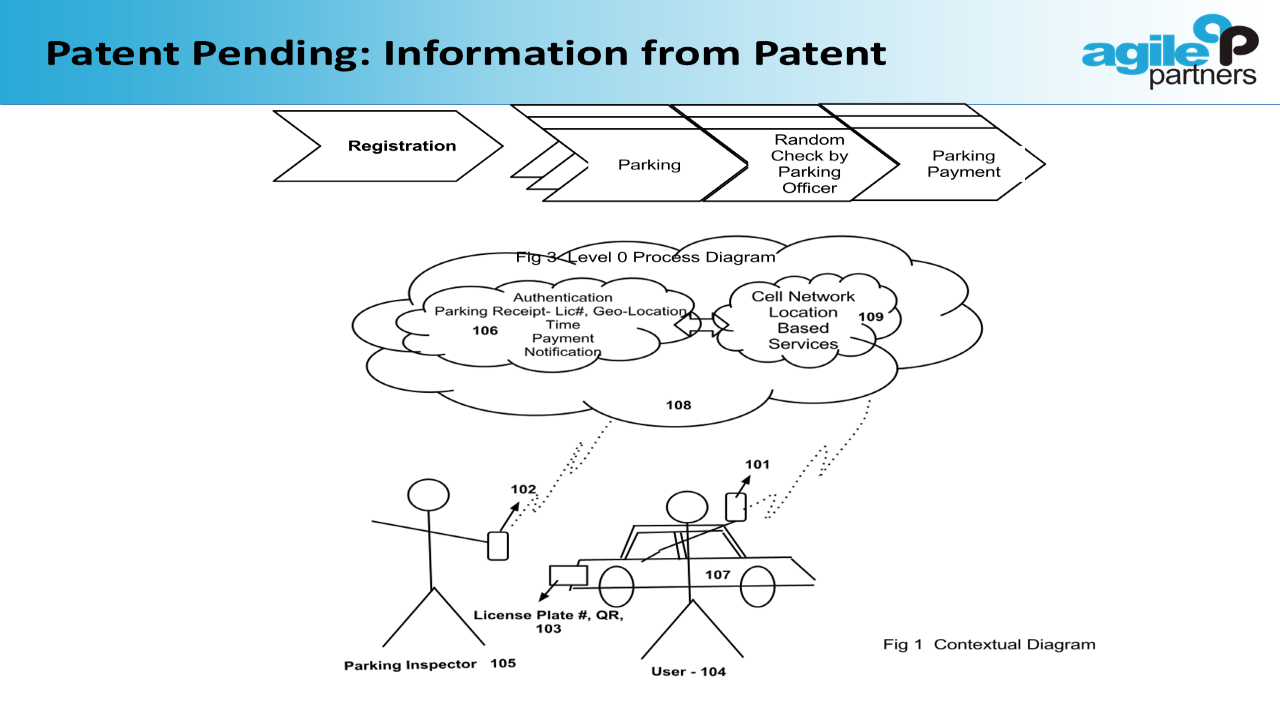 Patent Pending: Information from Patent
agile P
partners
Registration
Parking
Random
Check by
Parking
Officer
Parking
Payment
Fig 3 Level 0 Process Diagram
Authentication
Parking Receipt- Lic#, Geo-Location
106
Time
Payment
Notification
Cell Network
Location
109
Based
Services
108
101
102
107
License Plate #, QR,
103
Fig 1 Contextual Diagram
Parking Inspector 105
User - 104